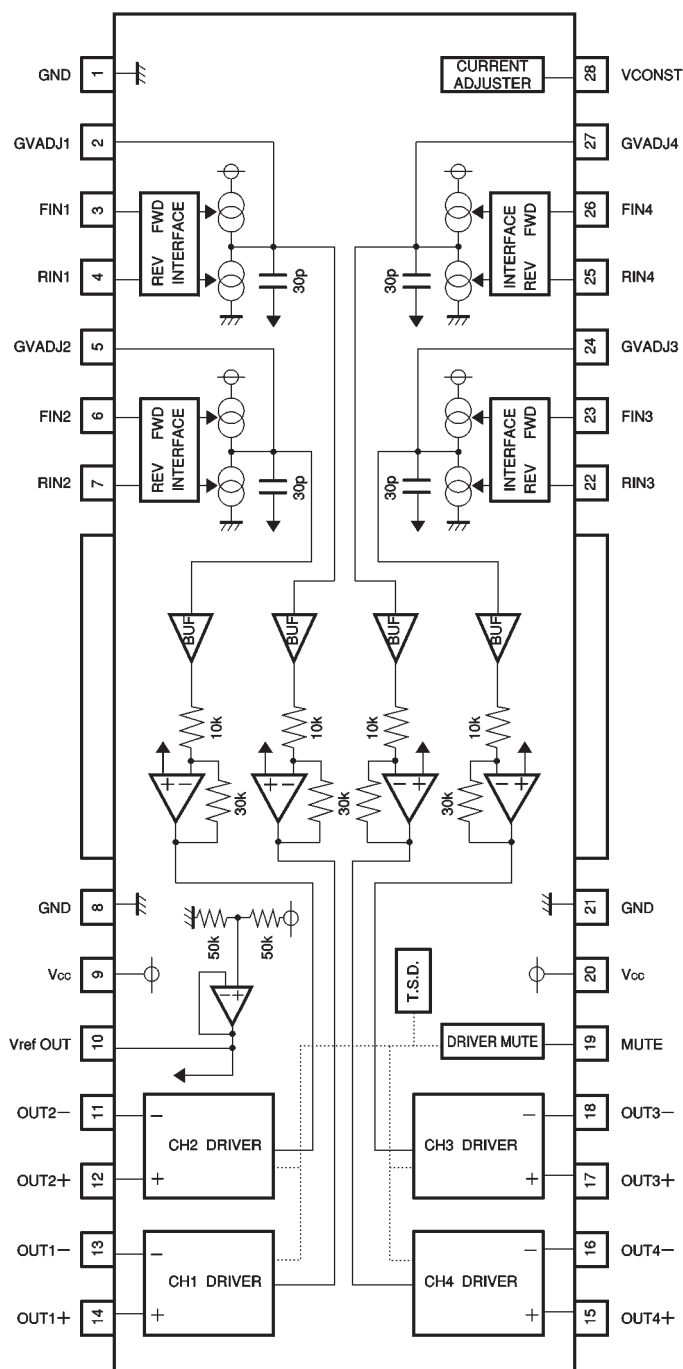 GND 1
GVADJ1 2
FIN1 3
RIN1 4
GVADJ2 5
FIN2 6
RIN2 7
GND 8
Vcc 9
Vref OUT 10
OUT2− 11
OUT2+ 12
OUT1− 13
OUT1+ 14
28 VCONST
27 GVADJ4
26 FIN4
25 RIN4
24 GVADJ3
23 FIN3
22 RIN3
21 GND
20 Vcc
19 MUTE
18 OUT3−
17 OUT3+
16 OUT4−
15 OUT4+
CURRENT
ADJUSTER
REV FWD
INTERFACE
30p
INTERFACE
REV FWD
30p
REV FWD
INTERFACE
30p
INTERFACE
REV FWD
30p
BUF
BUF
BUF
BUF
10k
10k
10k
10k
+ −
+ −
− +
− +
30k
30k
30k
30k
50k
50k
− +
T.S.D.
DRIVER MUTE
−
CH2 DRIVER
+
−
CH3 DRIVER
+
−
CH1 DRIVER
+
−
CH4 DRIVER
+